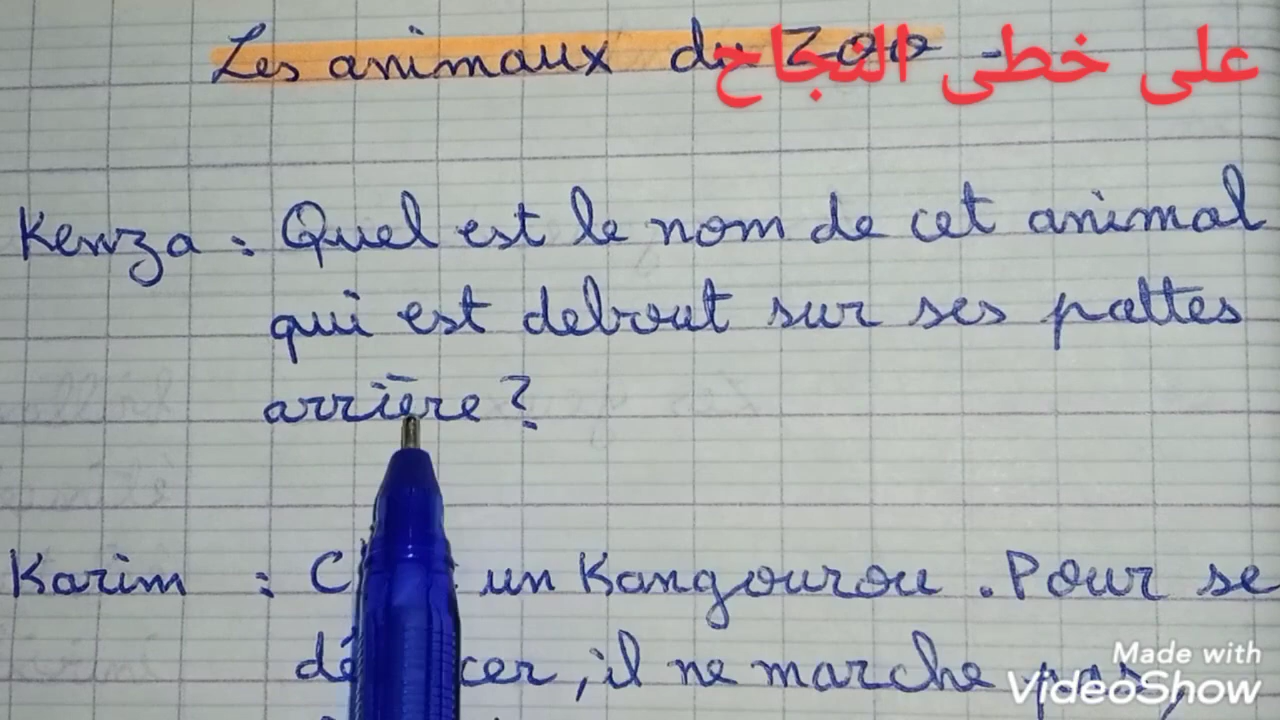 Les animaux du Zoo -
على خطى النجاح
Kenza : Quel est le nom de cet animal
qui est debout sur ses pattes
arrière ?
Karim : un Kangourou . Pour se
il ne marche pas,
Made with
VideoShow